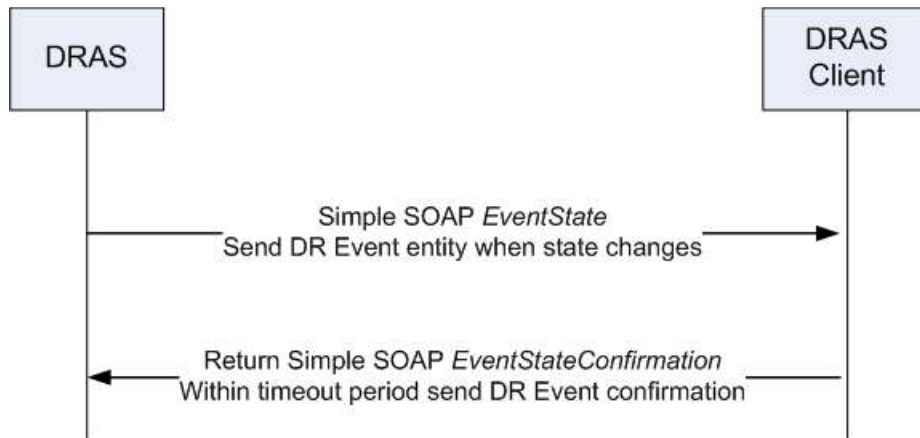 DRAS
DRAS
Client
Simple SOAP EventState
Send DR Event entity when state changes
Return Simple SOAP EventStateConfirmation
Within timeout period send DR Event confirmation